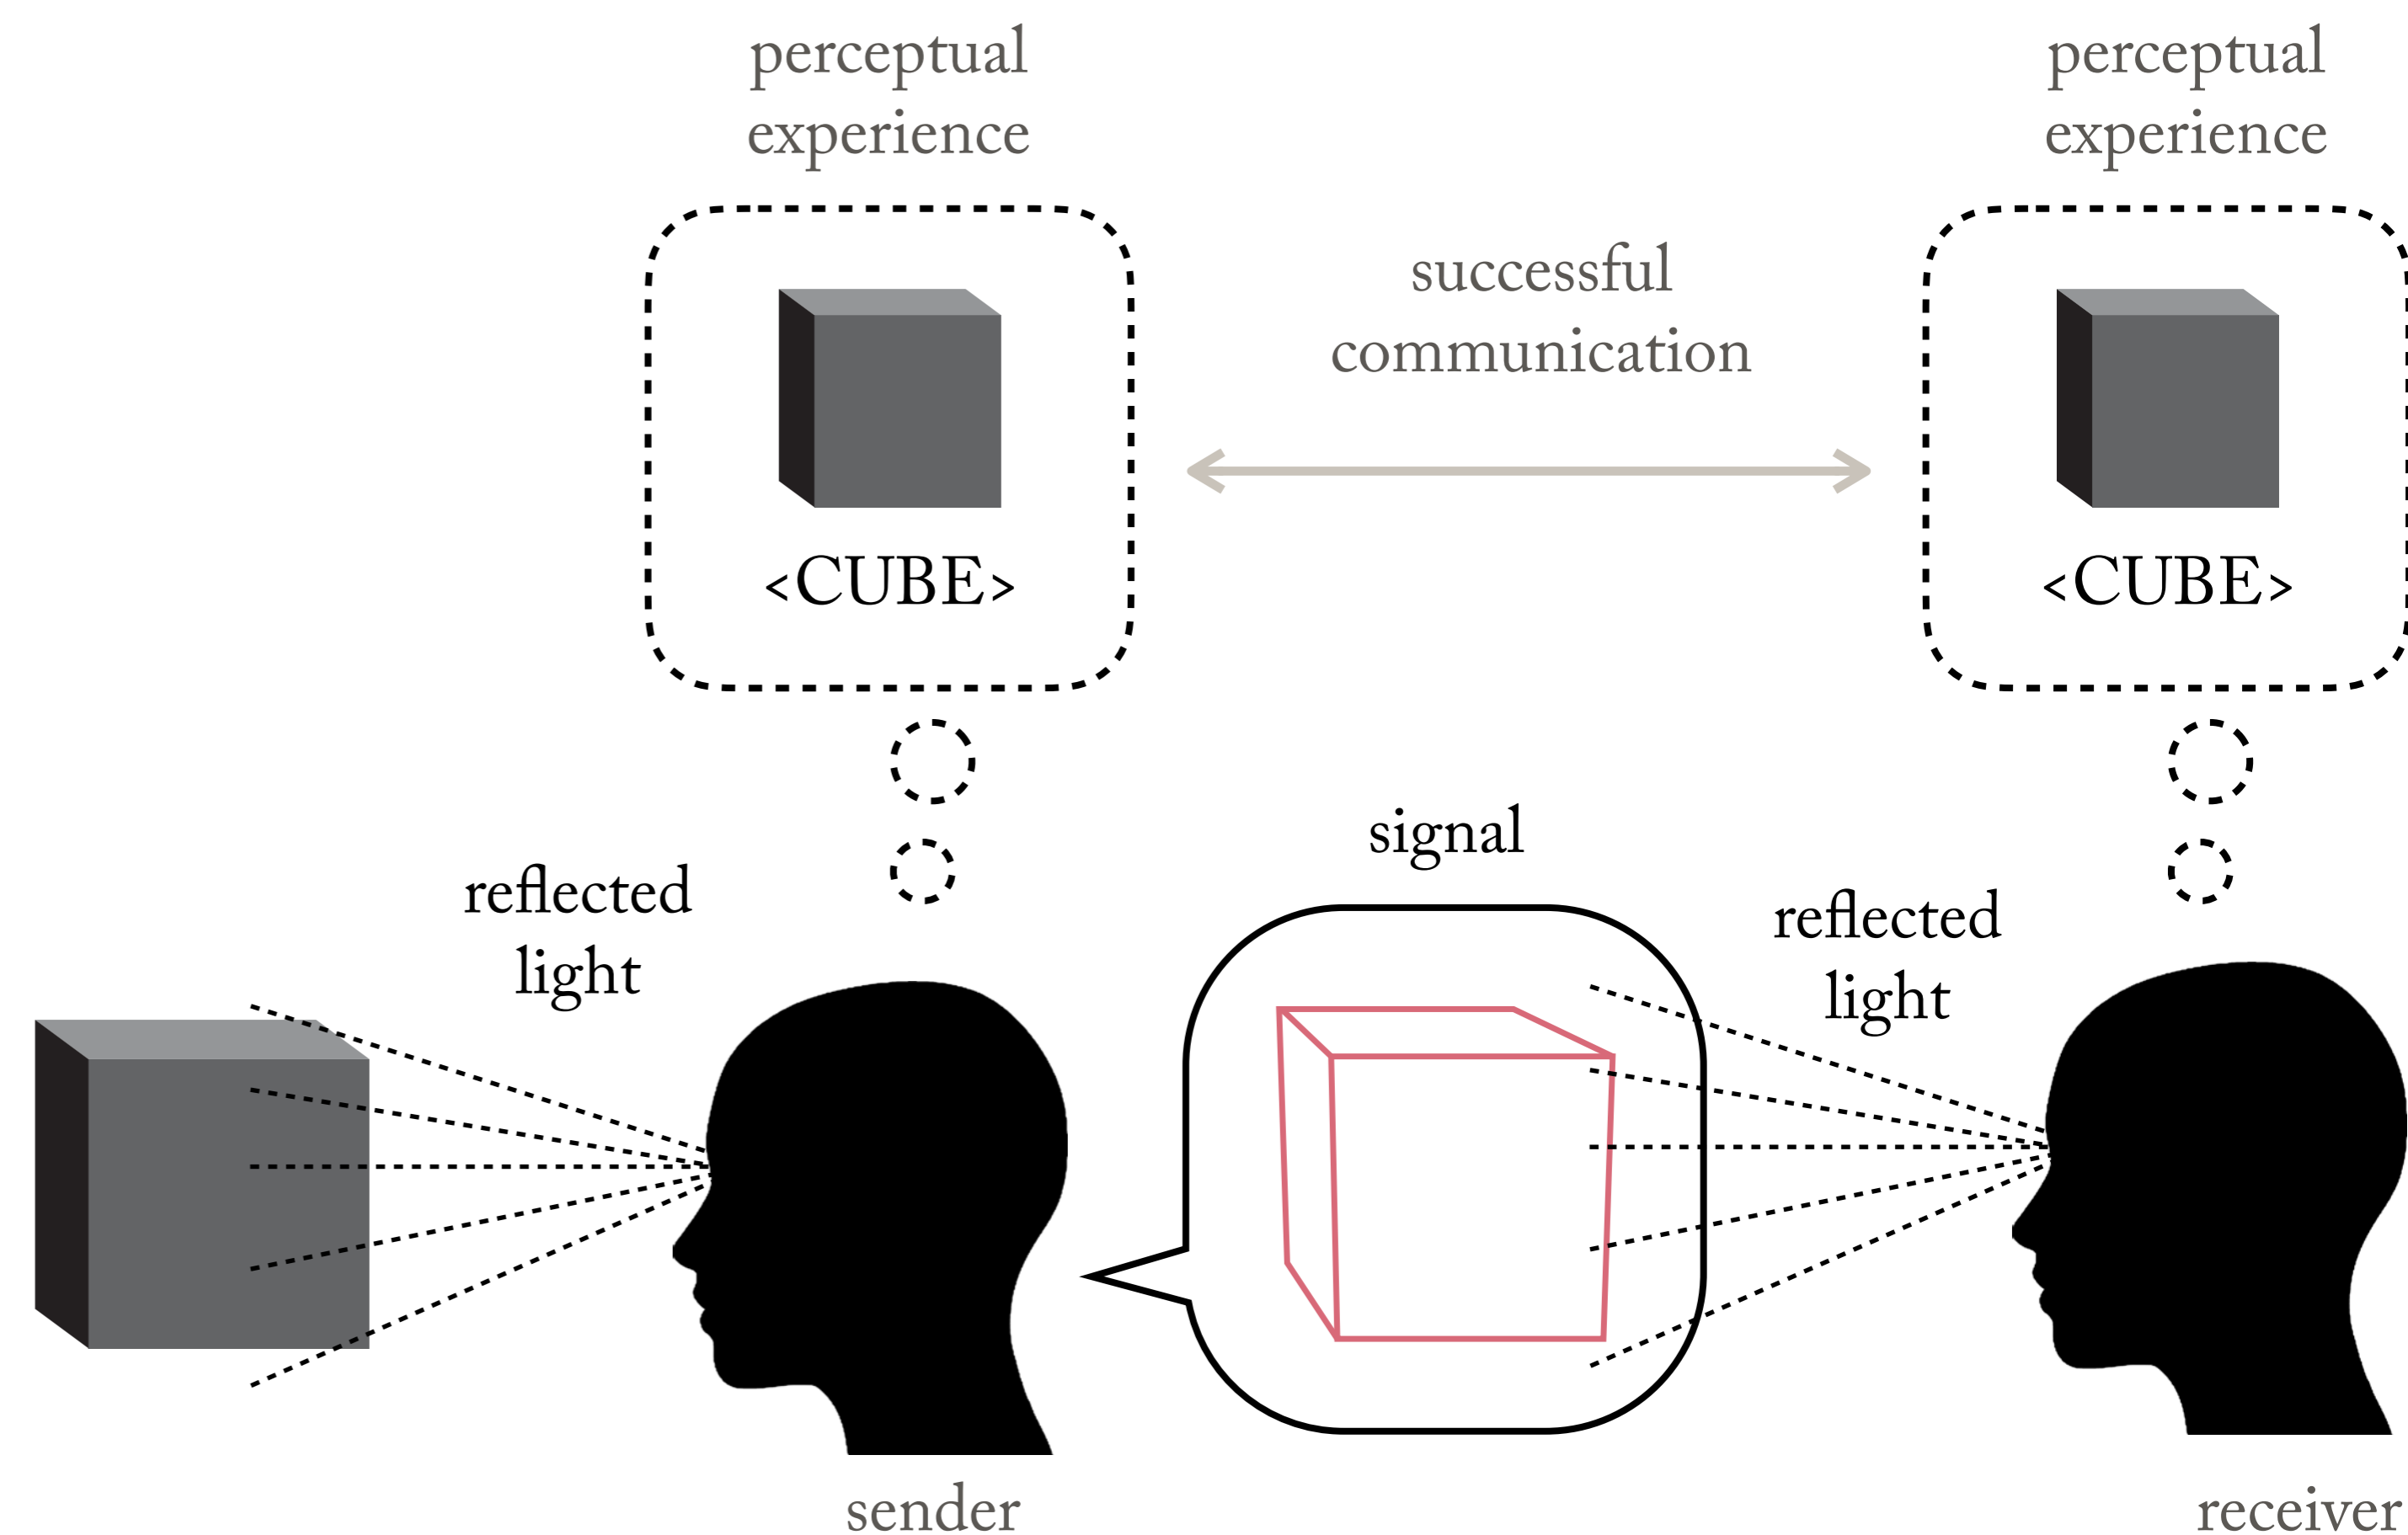 perceptual
experience
perceptual
experience
successful
communication
<CUBE>
<CUBE>
signal
reflected
light
reflected
light
sender
receiver